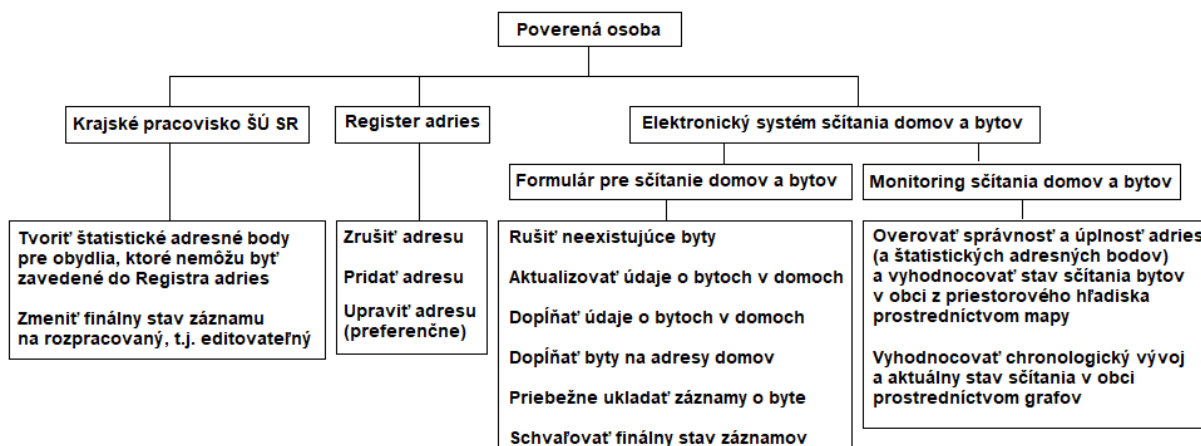 Poverená osoba
Krajské pracovisko ŠÚ SR
Register adries
Elektronický systém sčítania domov a bytov
Formulár pre sčítanie domov a bytov
Monitoring sčítania domov a bytov
Tvoriť štatistické adresné body
pre obydlia, ktoré nemôžu byť
zavedené do Registra adries
Zmeniť finálny stav záznamu
na rozpracovaný, t.j. editovateľný
Zrušiť adresu
Pridať adresu
Upraviť adresu
(preferenčne)
Rušiť neexistujúce byty
Aktualizovať údaje o bytoch v domoch
Dopĺňať údaje o bytoch v domoch
Dopĺňať byty na adresy domov
Priebežne ukladať záznamy o byte
Schvaľovať finálny stav záznamov
Overovať správnosť a úplnosť adries
(a štatistických adresných bodov)
a vyhodnocovať stav sčítania bytov
v obci z priestorového hľadiska
prostredníctvom mapy
Vyhodnocovať chronologický vývoj
a aktuálny stav sčítania v obci
prostredníctvom grafov